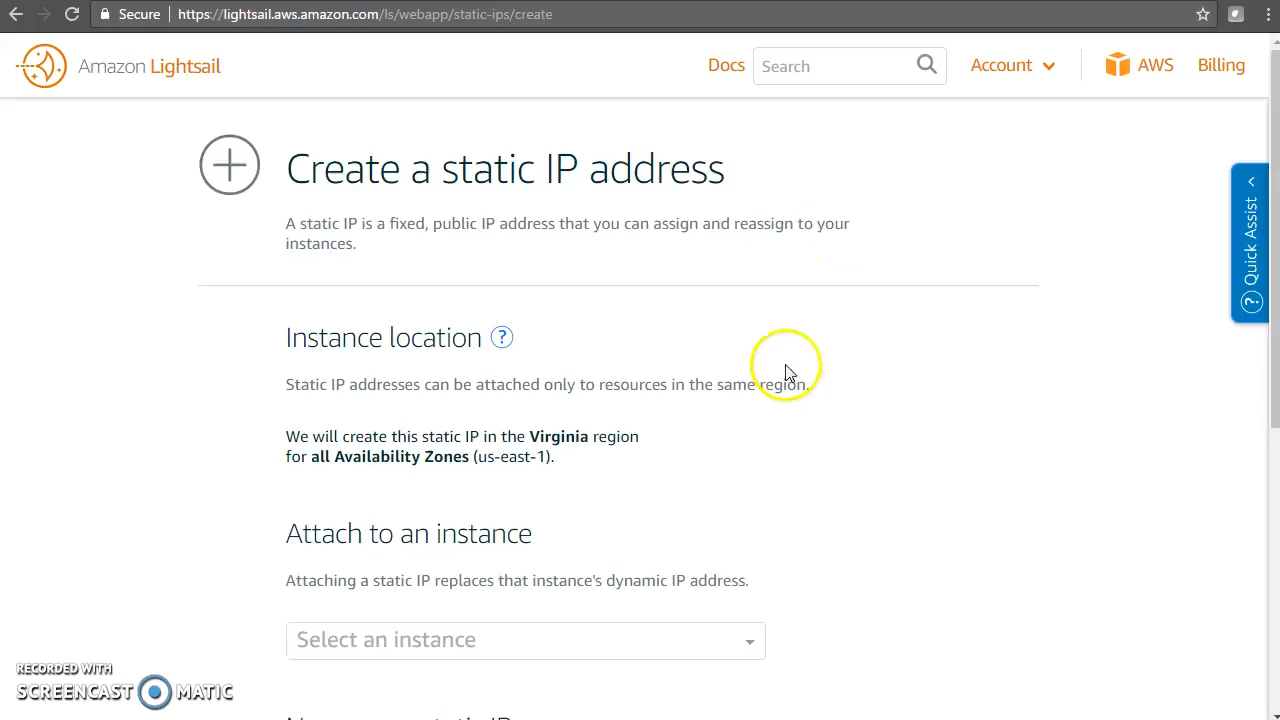 Secure https://lightsail.aws.amazon.com/ls/webapp/static-ips/create
Amazon Lightsail
Docs
Search
Account
AWS
Billing
Create a static IP address
A static IP is a fixed, public IP address that you can assign and reassign to your
instances.
Quick Assist
?
Instance location ?
Static IP addresses can be attached only to resources in the same region.
We will create this static IP in the Virginia region
for all Availability Zones (us-east-1).
Attach to an instance
Attaching a static IP replaces that instance's dynamic IP address.
Select an instance
RECORDED WITH
SCREENCAST MATIC